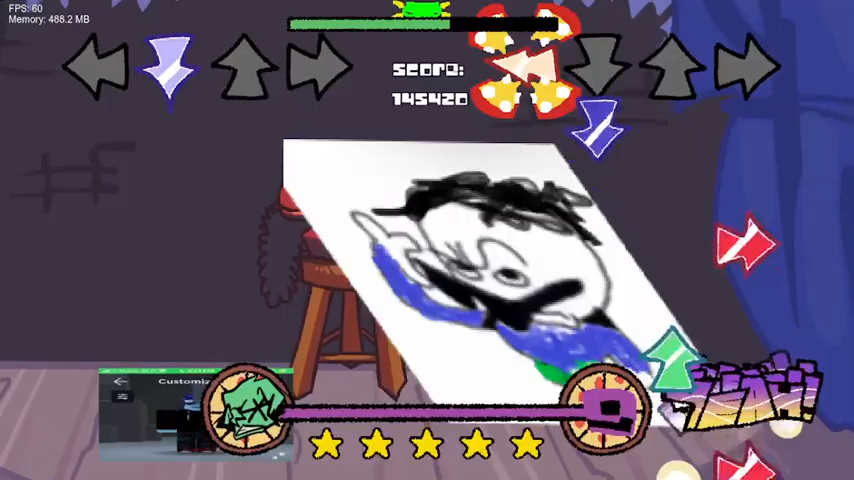 FPS: 60
Memory: 488.2 MB
SCORE:
145420
Customiz